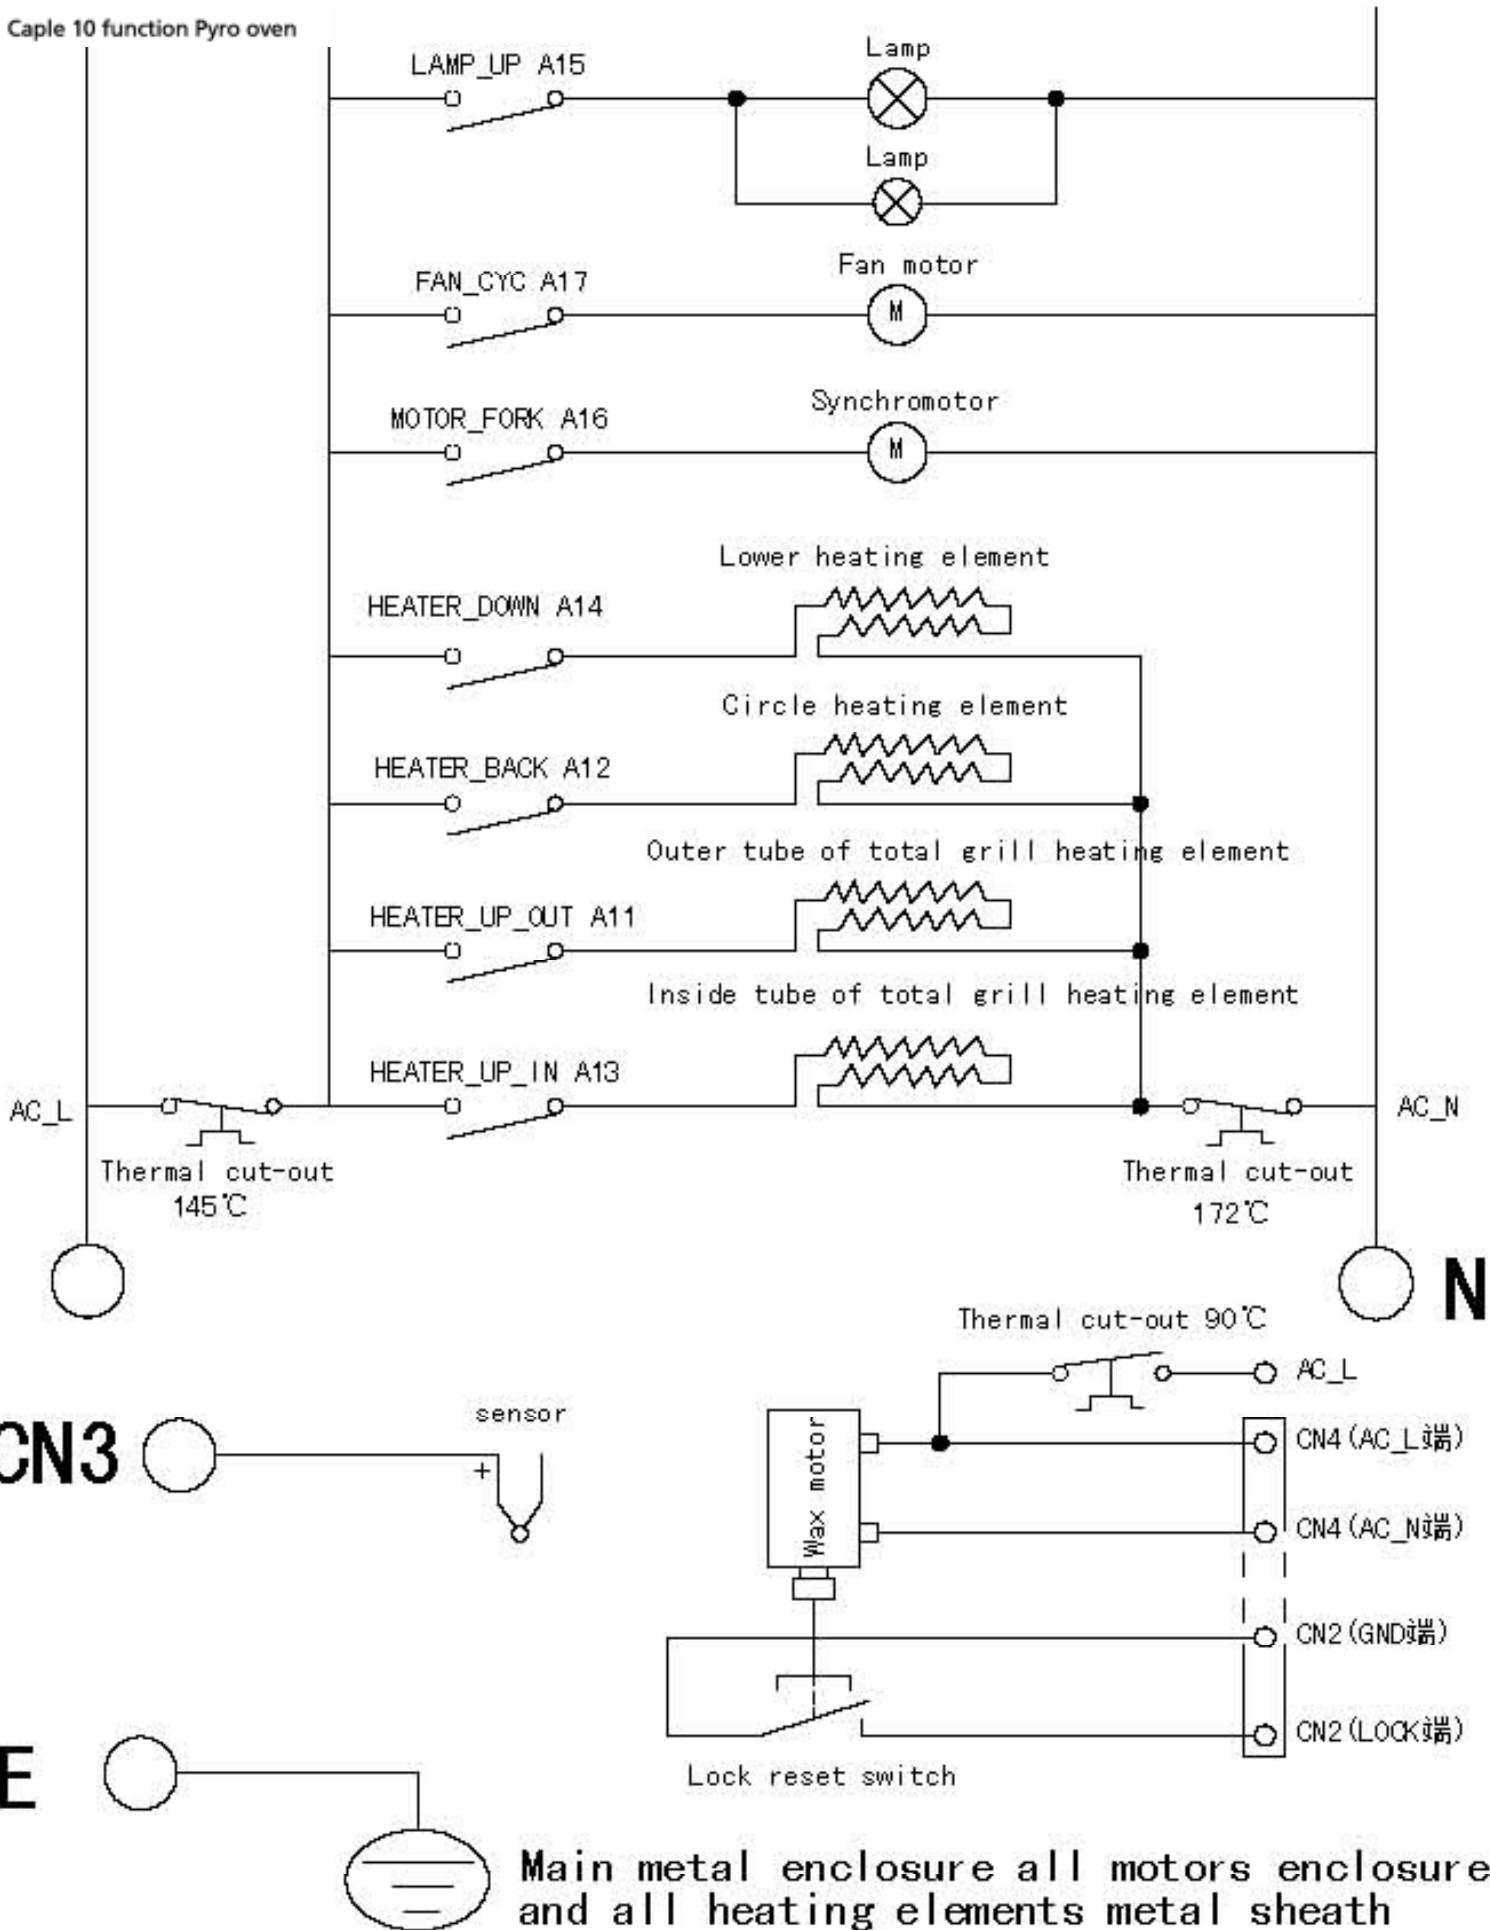 Caple 10 function Pyro oven
Lamp
LAMP_UP A15
Lamp
Fan motor
FAN_CYC A17
M
Synchromotor
MOTOR_FORK A16
M
Lower heating element
HEATER_DOWN A14
Circle heating element
HEATER_BACK A12
Outer tube of total grill heating element
HEATER_UP_OUT A11
Inside tube of total grill heating element
HEATER_UP_IN A13
AC_L
AC_N
Thermal cut-out
145℃
Thermal cut-out
172℃
N
Thermal cut-out 90℃
AC_L
CN3
sensor
+
Wax motor
CN4(AC_L端)
CN4(AC_N端)
CN2(GND端)
CN2(LOCK端)
Lock reset switch
E
Main metal enclosure all motors enclosure
and all heating elements metal sheath